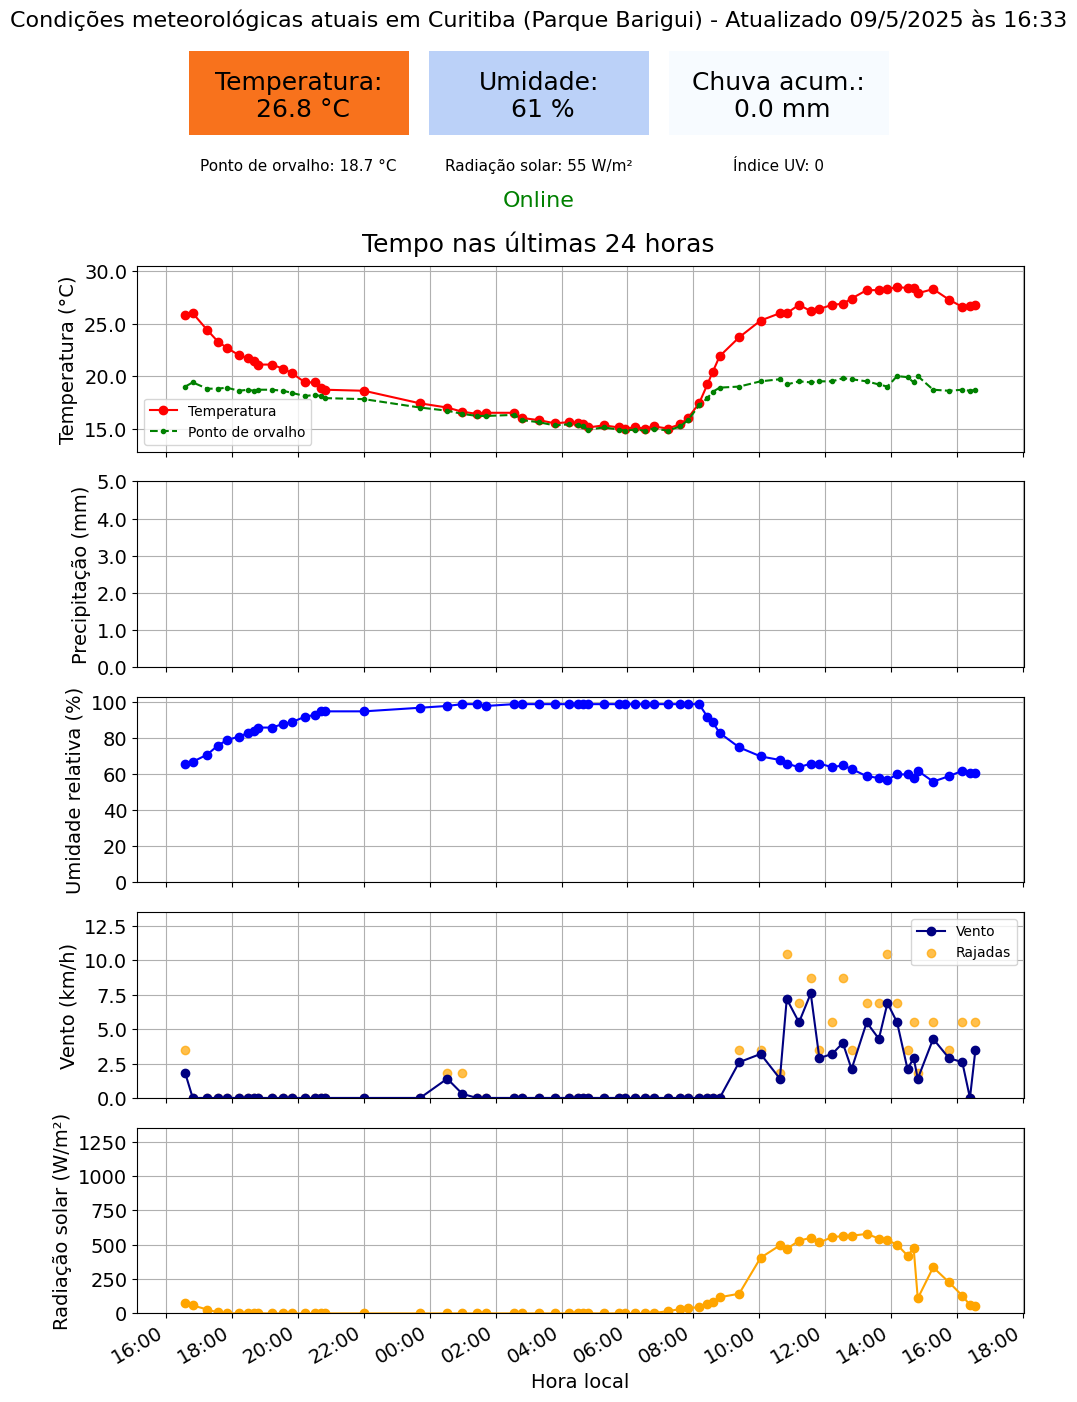 Condições meteorológicas atuais em Curitiba (Parque Barigui) - Atualizado 09/5/2025 às 16:33
Temperatura:
26.8 °C
Umidade:
61 %
Chuva acum.:
0.0 mm
Ponto de orvalho: 18.7 °C
Radiação solar: 55 W/m²
Índice UV: 0
Online
Tempo nas últimas 24 horas
Temperatura (°C)
30.0
25.0
20.0
15.0
Temperatura
Ponto de orvalho
Precipitação (mm)
5.0
4.0
3.0
2.0
1.0
0.0
Umidade relativa (%)
100
80
60
40
20
0
Vento (km/h)
12.5
10.0
7.5
5.0
2.5
0.0
Vento
Rajadas
Radiação solar (W/m²)
1250
1000
750
500
250
0
16:00
18:00
20:00
22:00
00:00
02:00
04:00
06:00
08:00
10:00
12:00
14:00
16:00
18:00
Hora local